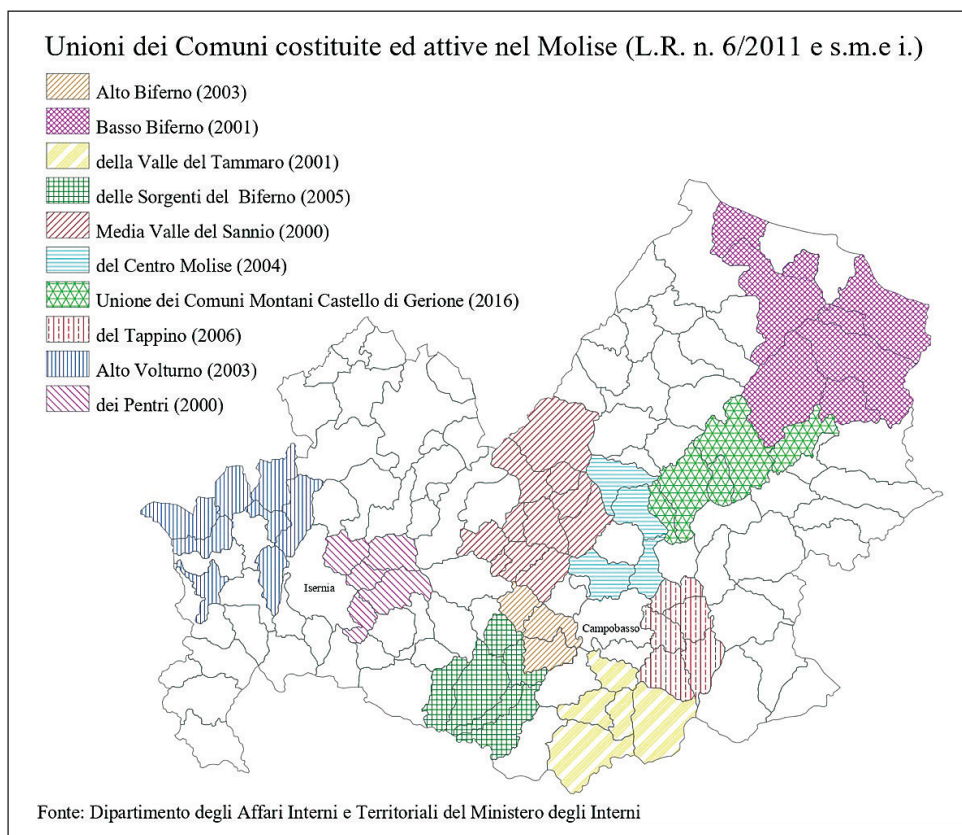 Unioni dei Comuni costituite ed attive nel Molise (L.R. n. 6/2011 e s.m.e i.)
Alto Biferno (2003)
Basso Biferno (2001)
della Valle del Tammaro (2001)
delle Sorgenti del Biferno (2005)
Media Valle del Sannio (2000)
del Centro Molise (2004)
Unione dei Comuni Montani Castello di Gerione (2016)
del Tappino (2006)
Alto Volturno (2003)
dei Pentri (2000)
Isernia
Campobasso
Fonte: Dipartimento degli Affari Interni e Territoriali del Ministero degli Interni